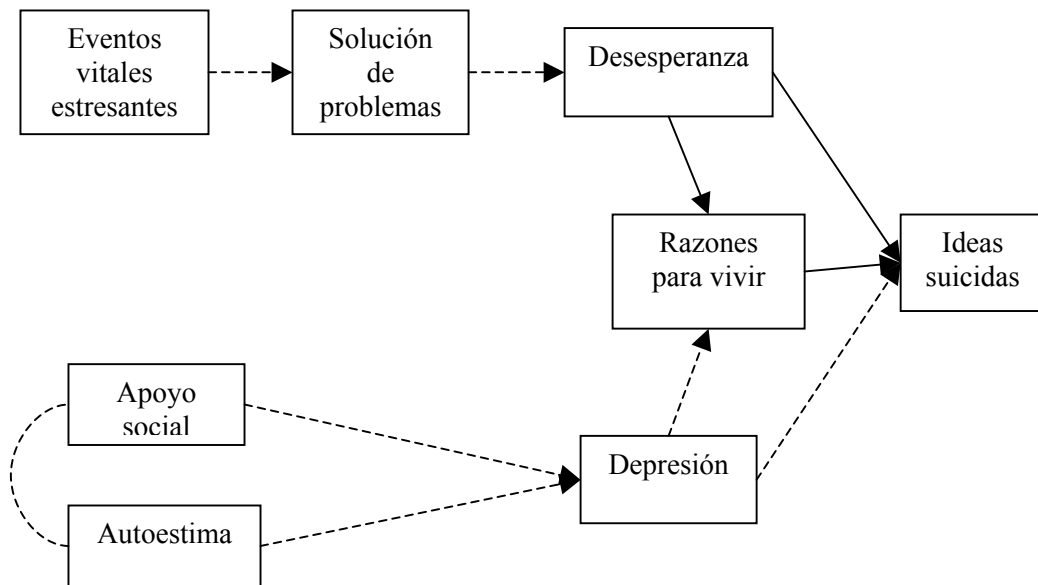 Eventos
vitales
estresantes
Solución
de
problemas
Desesperanza
Razones
para vivir
Ideas
suicidas
Apoyo
social
Depresión
Autoestima